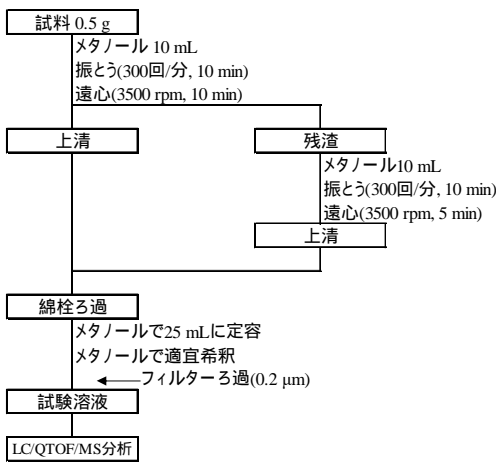 試料 0.5 g
メタノール 10 mL
振とう(300回/分, 10 min)
遠心(3500 rpm, 10 min)
上清
残渣
メタノール10 mL
振とう(300回/分, 10 min)
遠心(3500 rpm, 5 min)
上清
綿栓ろ過
メタノールで25 mLに定容
メタノールで適宜希釈
フィルターろ過(0.2 µm)
試験溶液
LC/QTOF/MS分析